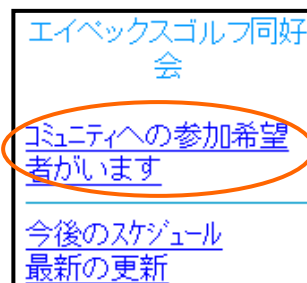 エイペックスゴルフ同好
会
ｺﾐｭﾆﾃｨへの参加希望
者がいます
今後のｽｹｼﾞｭｰﾙ
最新の更新